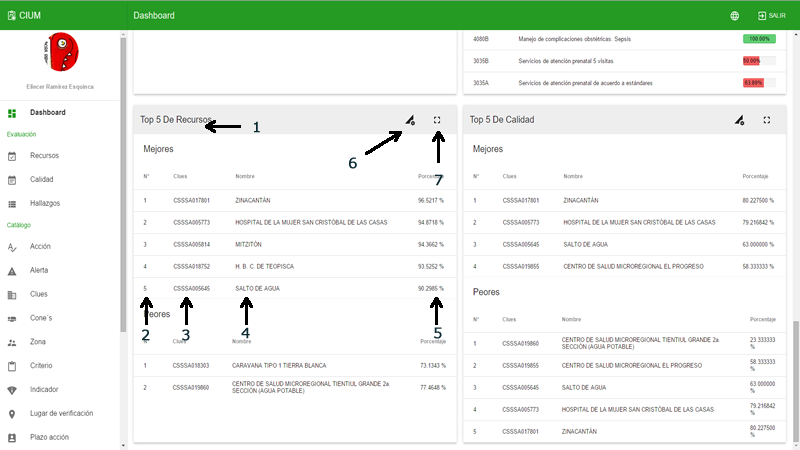 CIUM
Dashboard
SALIR
Eliecer Ramírez Esquinca
Dashboard
Evaluación
Recursos
Calidad
Hallazgos
Catálogo
Acción
Alerta
Clues
Cone´s
Zona
Criterio
Indicador
Lugar de verificación
Plazo acción
4080B Manejo de complicaciones obstétricas: Sepsis 100.00%
3035B Servicios de atención prenatal 5 visitas 50.00%
3035A Servicios de atención prenatal de acuerdo a estándares
Top 5 De Recursos
1
6
7
Mejores
N° Clues Nombre Porcentaje
1 CSSSA017801 ZINACANTÁN 96.5217 %
2 CSSSA005773 HOSPITAL DE LA MUJER SAN CRISTÓBAL DE LAS CASAS 94.8718 %
3 CSSSA005814 MITZITÓN 94.3662 %
4 CSSSA018752 H. B. C. DE TEOPISCA 93.5252 %
5 CSSSA005645 SALTO DE AGUA 90.2985 %
2 3 4 5
Peores
N° Clues Nombre Porcentaje
1 CSSSA018303 CARAVANA TIPO 1 TIERRA BLANCA 73.1343 %
2 CSSSA019860 CENTRO DE SALUD MICROREGIONAL TIENTIUL GRANDE 2a. SECCIÓN (AGUA POTABLE) 77.4648 %
Top 5 De Calidad
Mejores
N° Clues Nombre Porcentaje
1 CSSSA017801 ZINACANTÁN 80.227500 %
2 CSSSA005773 HOSPITAL DE LA MUJER SAN CRISTÓBAL DE LAS CASAS 79.216842 %
3 CSSSA005645 SALTO DE AGUA 63.000000 %
4 CSSSA019855 CENTRO DE SALUD MICROREGIONAL EL PROGRESO 58.333333 %
Peores
N° Clues Nombre Porcentaje
1 CSSSA019860 CENTRO DE SALUD MICROREGIONAL TIENTIUL GRANDE 2a. SECCIÓN (AGUA POTABLE) 23.333333 %
2 CSSSA019855 CENTRO DE SALUD MICROREGIONAL EL PROGRESO 58.333333 %
3 CSSSA005645 SALTO DE AGUA 63.000000 %
4 CSSSA005773 HOSPITAL DE LA MUJER SAN CRISTÓBAL DE LAS CASAS 79.216842 %
5 CSSSA017801 ZINACANTÁN 80.227500 %